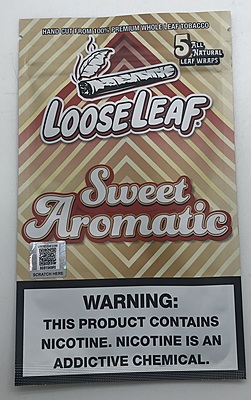 HAND CUT FROM 100% PREMIUM WHOLE LEAF TOBACCO
5 ALL NATURAL
LEAF WRAPS
LOOSELEAF
Sweet
Aromatic
SCRATCH HERE
WARNING:
THIS PRODUCT CONTAINS
NICOTINE. NICOTINE IS AN
ADDICTIVE CHEMICAL.